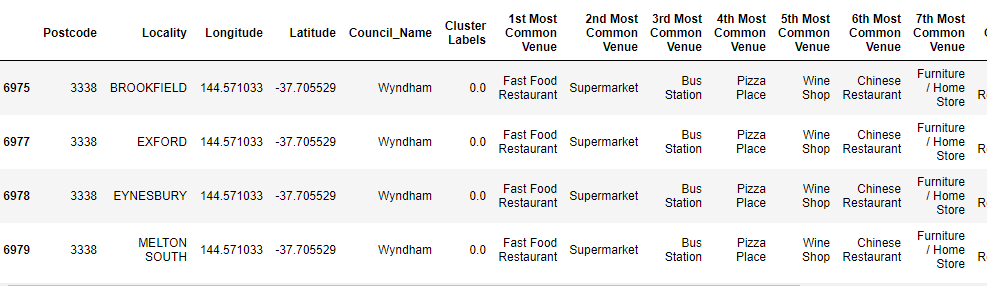 Postcode Locality Longitude Latitude Council_Name Cluster Labels 1st Most Common Venue 2nd Most Common Venue 3rd Most Common Venue 4th Most Common Venue 5th Most Common Venue 6th Most Common Venue 7th Most Common Venue
6975 3338 BROOKFIELD 144.571033 -37.705529 Wyndham 0.0 Fast Food Restaurant Supermarket Bus Station Pizza Place Wine Shop Chinese Restaurant Furniture / Home Store
6977 3338 EXFORD 144.571033 -37.705529 Wyndham 0.0 Fast Food Restaurant Supermarket Bus Station Pizza Place Wine Shop Chinese Restaurant Furniture / Home Store
6978 3338 EYNESBURY 144.571033 -37.705529 Wyndham 0.0 Fast Food Restaurant Supermarket Bus Station Pizza Place Wine Shop Chinese Restaurant Furniture / Home Store
6979 3338 MELTON SOUTH 144.571033 -37.705529 Wyndham 0.0 Fast Food Restaurant Supermarket Bus Station Pizza Place Wine Shop Chinese Restaurant Furniture / Home Store